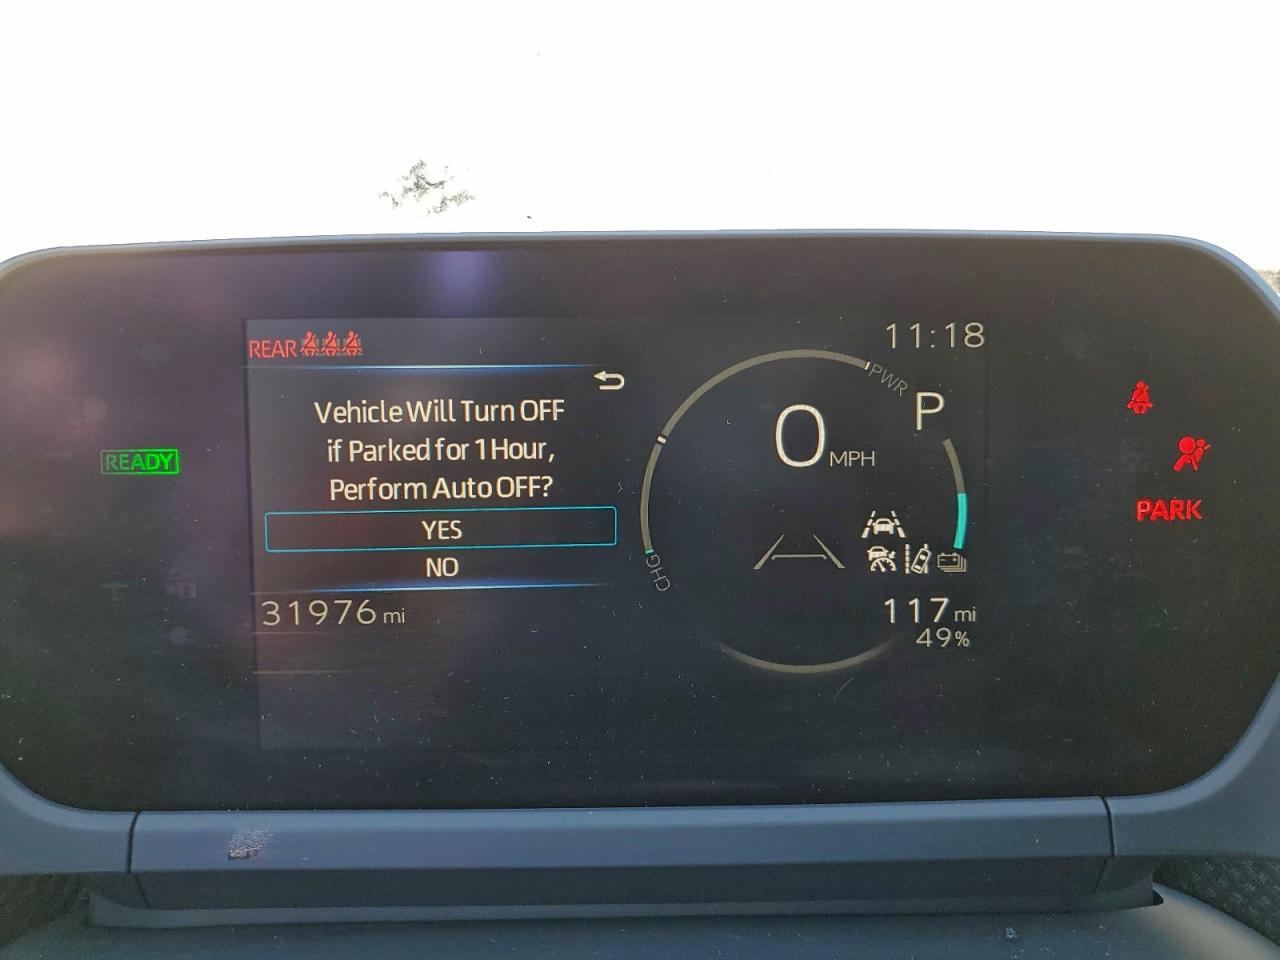 REAR
11:18
PWR
Vehicle Will Turn OFF
if Parked for 1 Hour,
Perform Auto OFF?
P
0 MPH
READY
YES
PARK
NO
CHG
31976 mi
117 mi
49%